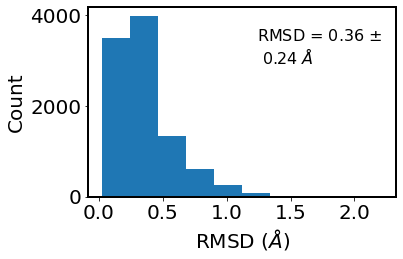 4000
2000
0
Count
RMSD = 0.36 ±
0.24 Å
0.0 0.5 1.0 1.5 2.0
RMSD (Å)